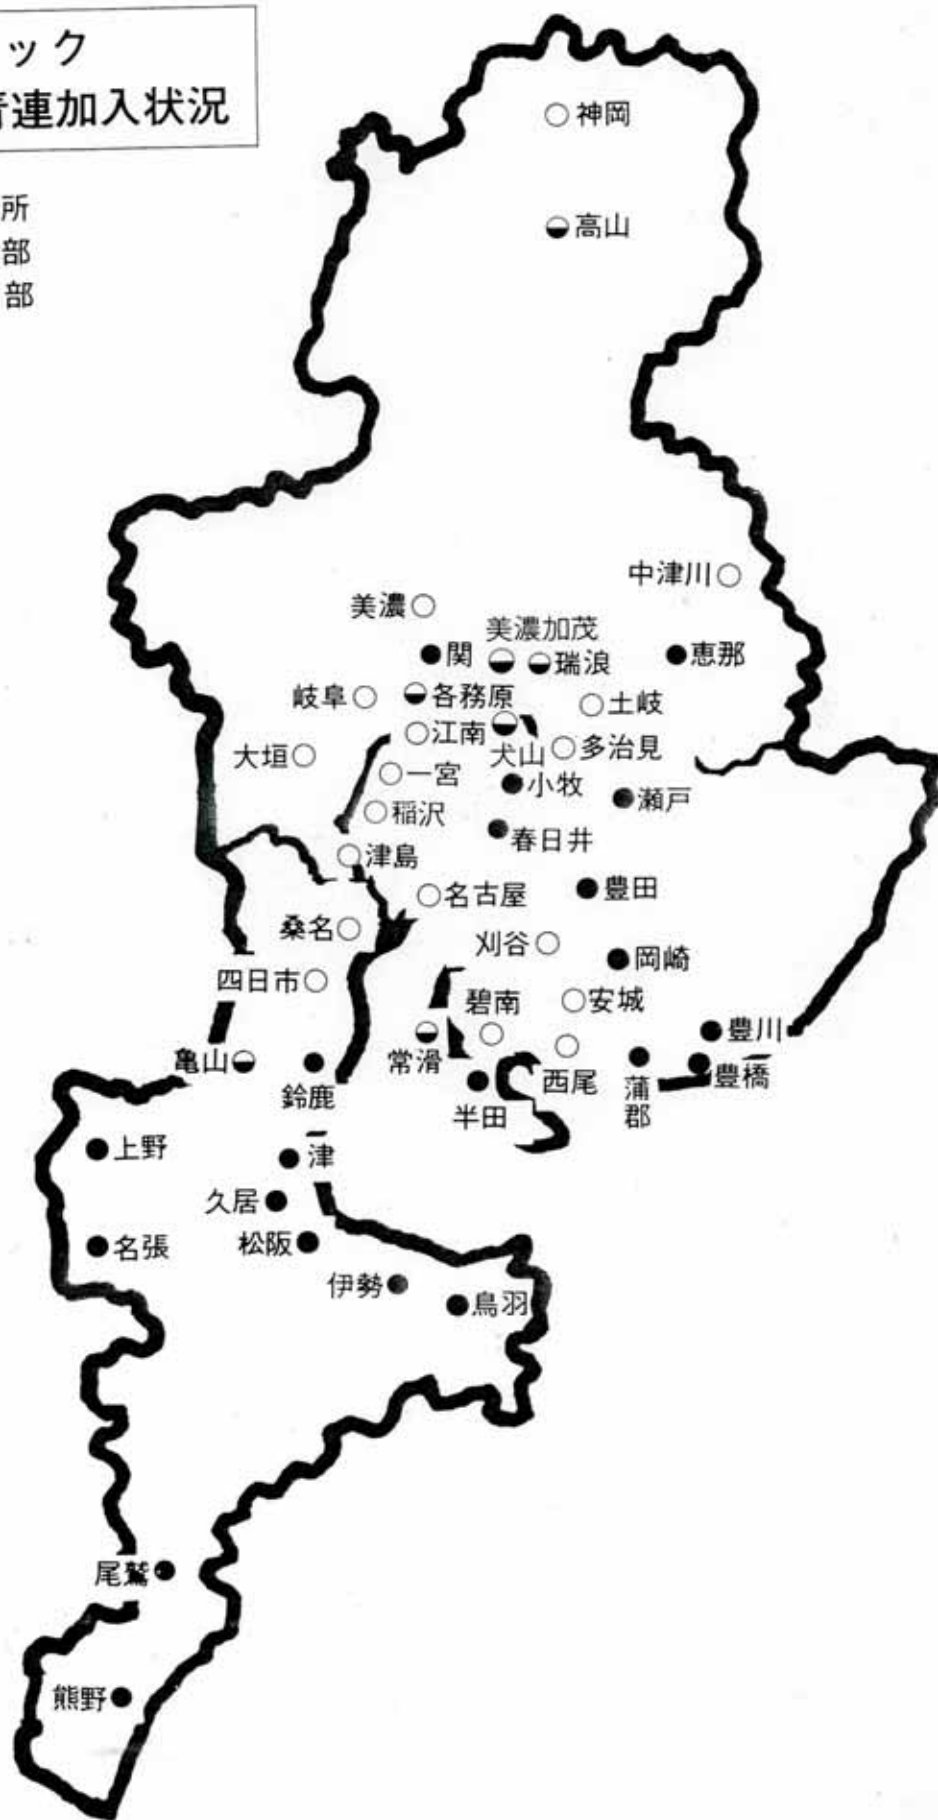 ック
青連加入状況
所
部
部
○神岡
◒高山
中津川○
美濃○
美濃加茂
●関
◒
◒瑞浪
●恵那
岐阜○
◒各務原
○土岐
○江南
◒
犬山
○多治見
大垣○
○一宮
●小牧
●瀬戸
○稲沢
●春日井
○津島
○名古屋
●豊田
桑名○
刈谷○
●岡崎
四日市○
碧南
○
○安城
●豊川
亀山◒
●
鈴鹿
◒
常滑
○
西尾
●
蒲郡
●豊橋
●
半田
●上野
●津
久居●
●名張
松阪●
伊勢●
●鳥羽
尾鷲●
熊野●